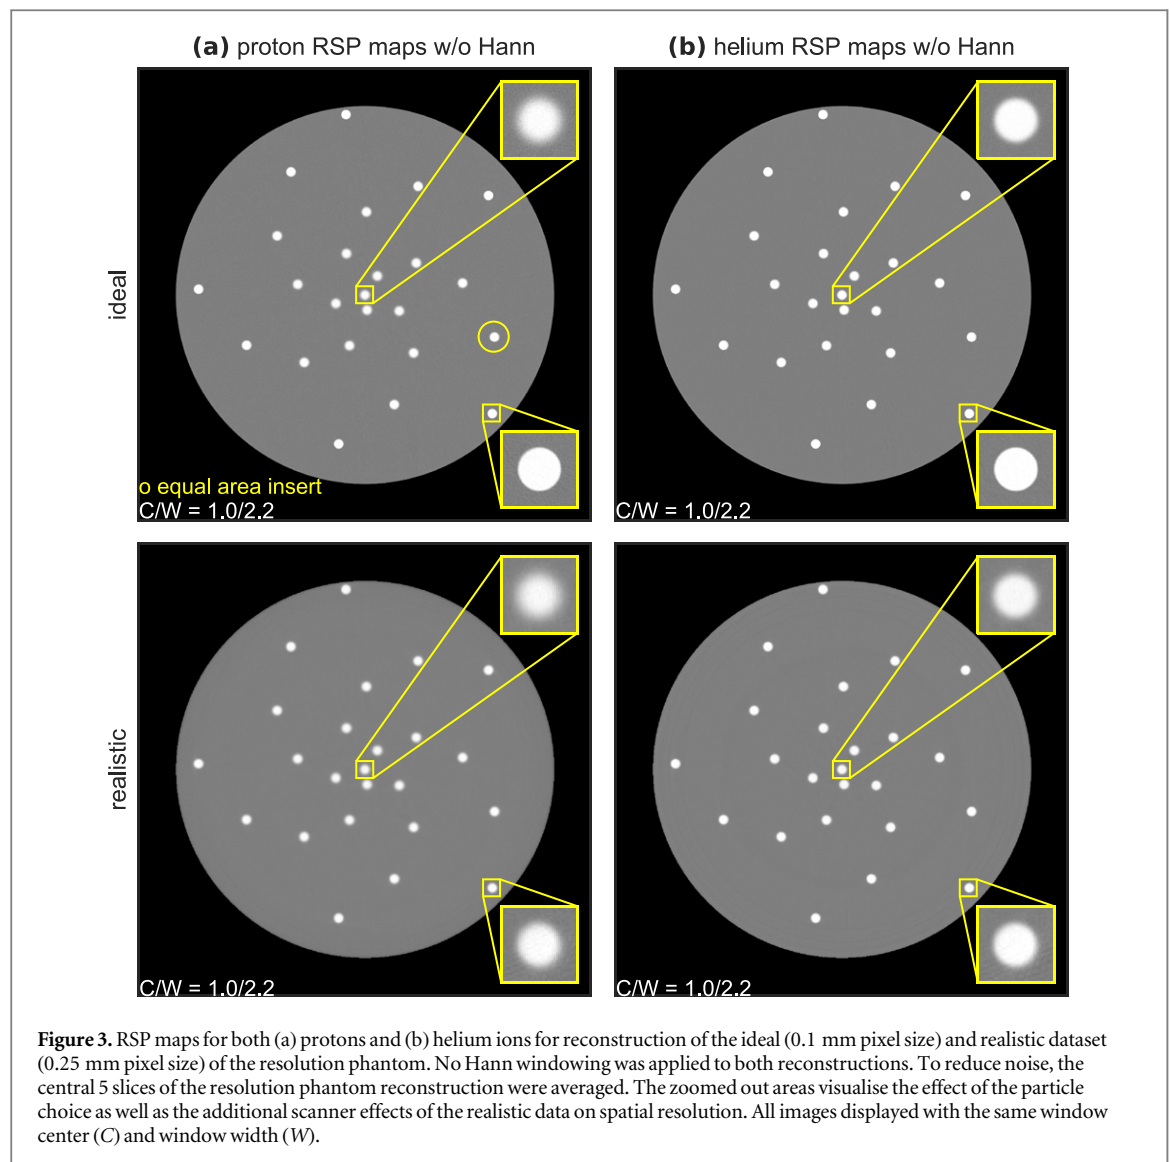 (a) proton RSP maps w/o Hann
(b) helium RSP maps w/o Hann
ideal
o equal area insert
C/W = 1.0/2.2
C/W = 1.0/2.2
realistic
C/W = 1.0/2.2
C/W = 1.0/2.2
Figure 3. RSP maps for both (a) protons and (b) helium ions for reconstruction of the ideal (0.1 mm pixel size) and realistic dataset
(0.25 mm pixel size) of the resolution phantom. No Hann windowing was applied to both reconstructions. To reduce noise, the
central 5 slices of the resolution phantom reconstruction were averaged. The zoomed out areas visualise the effect of the particle
choice as well as the additional scanner effects of the realistic data on spatial resolution. All images displayed with the same window
center (C) and window width (W).